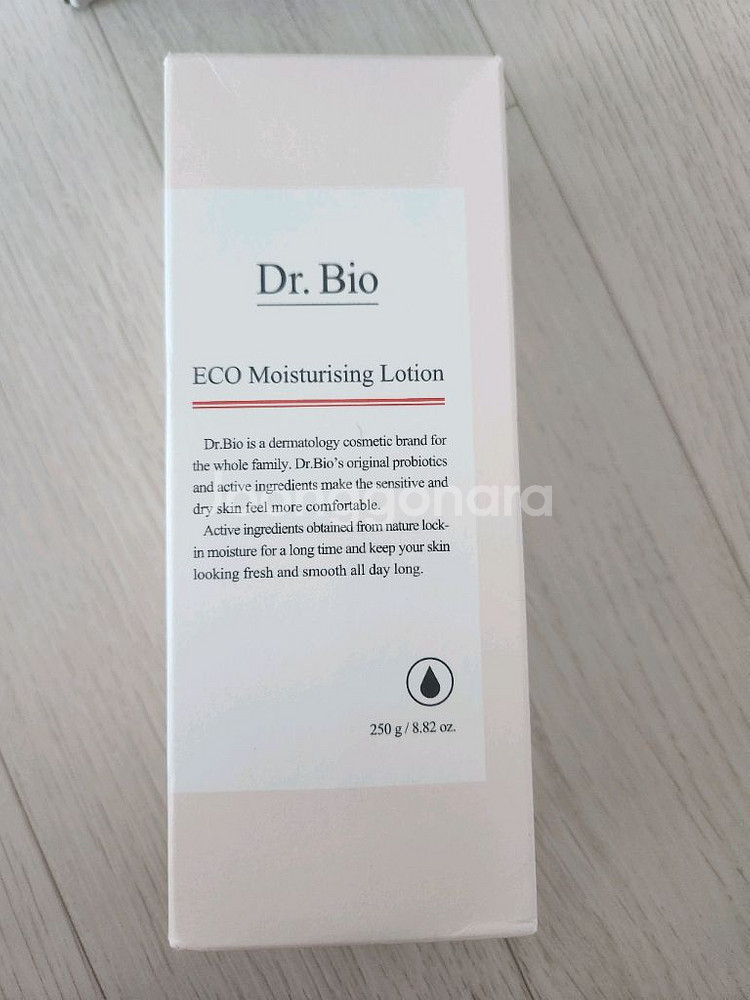 Dr. Bio
ECO Moisturising Lotion
Dr.Bio is a dermatology cosmetic brand for
the whole family. Dr.Bio's original probiotics
and active ingredients make the sensitive and
dry skin feel more comfortable.
Active ingredients obtained from nature lock-
in moisture for a long time and keep your skin
looking fresh and smooth all day long.
250 g / 8.82 oz.